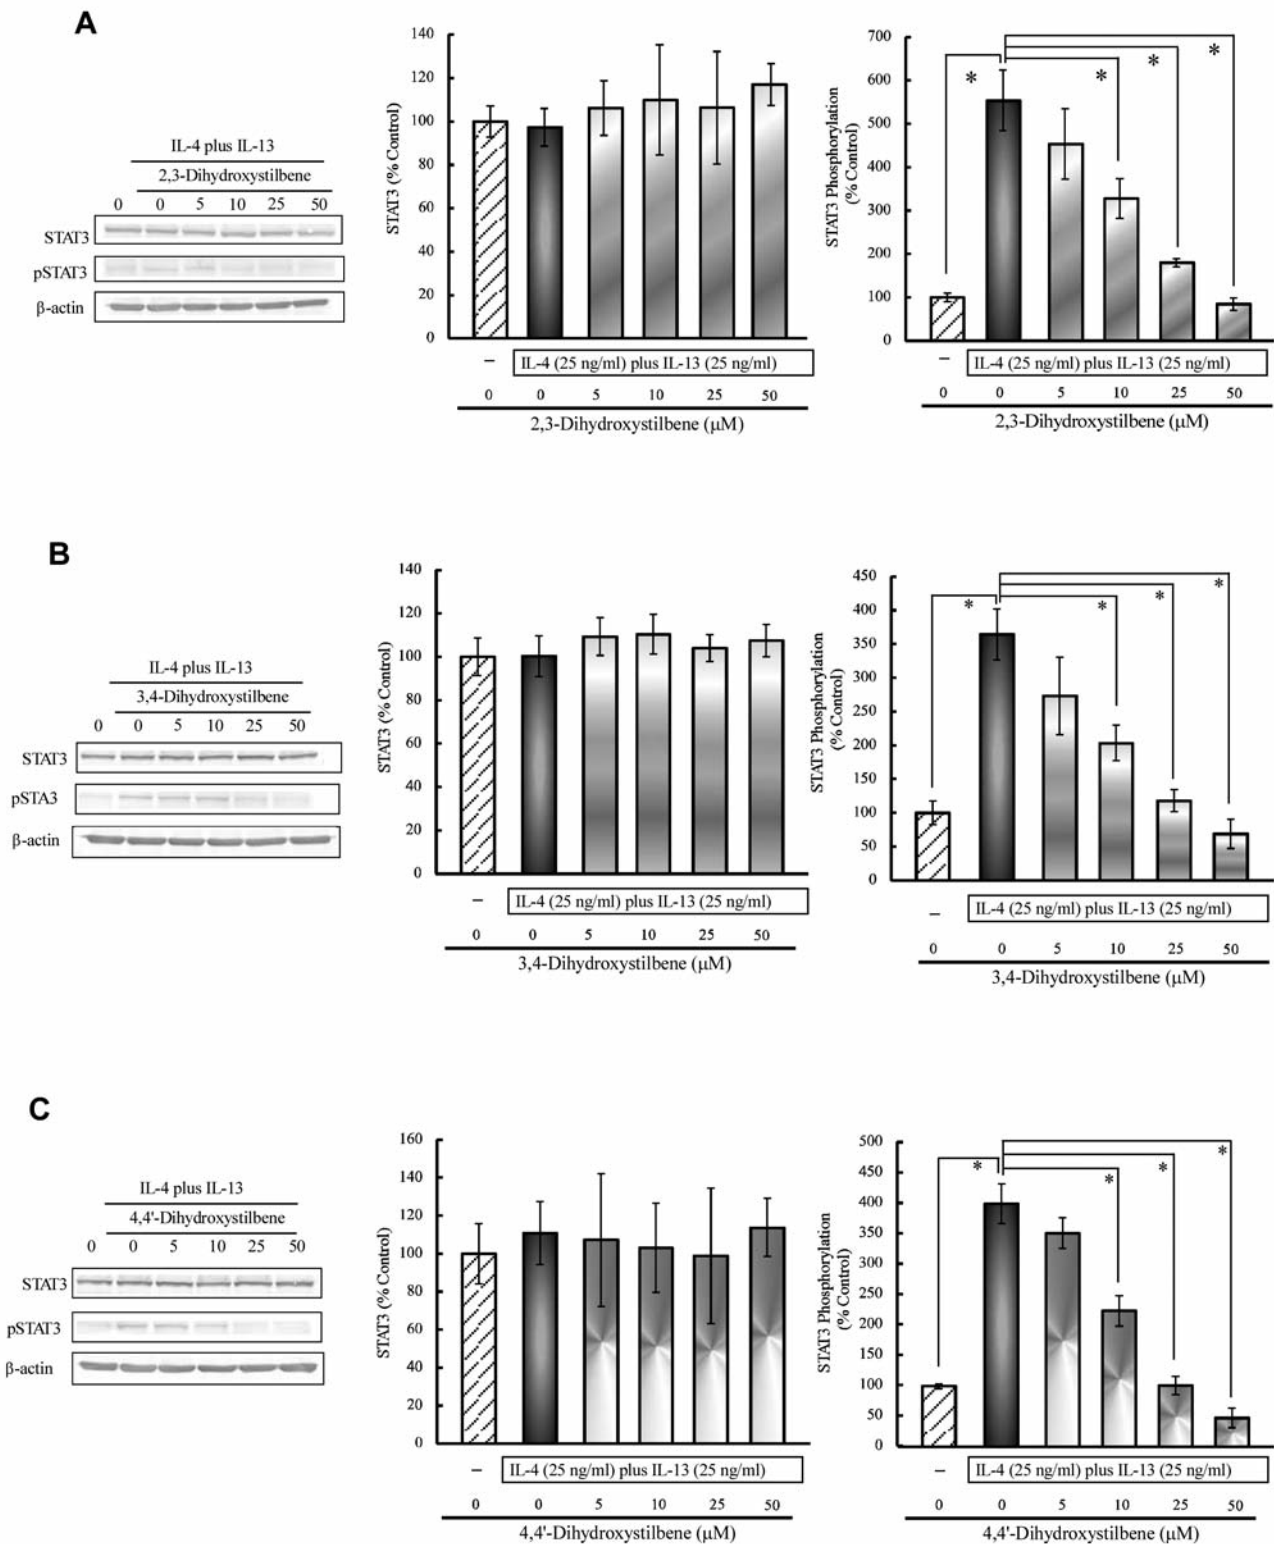 A
IL-4 plus IL-13
2,3-Dihydroxystilbene
0 0 5 10 25 50
STAT3
pSTAT3
β-actin
STAT3 (% Control)
140
120
100
80
60
40
20
0
– IL-4 (25 ng/ml) plus IL-13 (25 ng/ml)
0 0 5 10 25 50
2,3-Dihydroxystilbene (μM)
STAT3 Phosphorylation
(% Control)
700
600
500
400
300
200
100
0
* * * *
– IL-4 (25 ng/ml) plus IL-13 (25 ng/ml)
0 0 5 10 25 50
2,3-Dihydroxystilbene (μM)
B
IL-4 plus IL-13
3,4-Dihydroxystilbene
0 0 5 10 25 50
STAT3
pSTA3
β-actin
STAT3 (% Control)
140
120
100
80
60
40
20
0
– IL-4 (25 ng/ml) plus IL-13 (25 ng/ml)
0 0 5 10 25 50
3,4-Dihydroxystilbene (μM)
STAT3 Phosphorylation
(% Control)
450
400
350
300
250
200
150
100
50
0
* * * *
– IL-4 (25 ng/ml) plus IL-13 (25 ng/ml)
0 0 5 10 25 50
3,4-Dihydroxystilbene (μM)
C
IL-4 plus IL-13
4,4'-Dihydroxystilbene
0 0 5 10 25 50
STAT3
pSTAT3
β-actin
STAT3 (% Control)
160
140
120
100
80
60
40
20
0
– IL-4 (25 ng/ml) plus IL-13 (25 ng/ml)
0 0 5 10 25 50
4,4'-Dihydroxystilbene (μM)
STAT3 Phosphorylation
(% Control)
500
450
400
350
300
250
200
150
100
50
0
* * * *
– IL-4 (25 ng/ml) plus IL-13 (25 ng/ml)
0 0 5 10 25 50
4,4'-Dihydroxystilbene (μM)